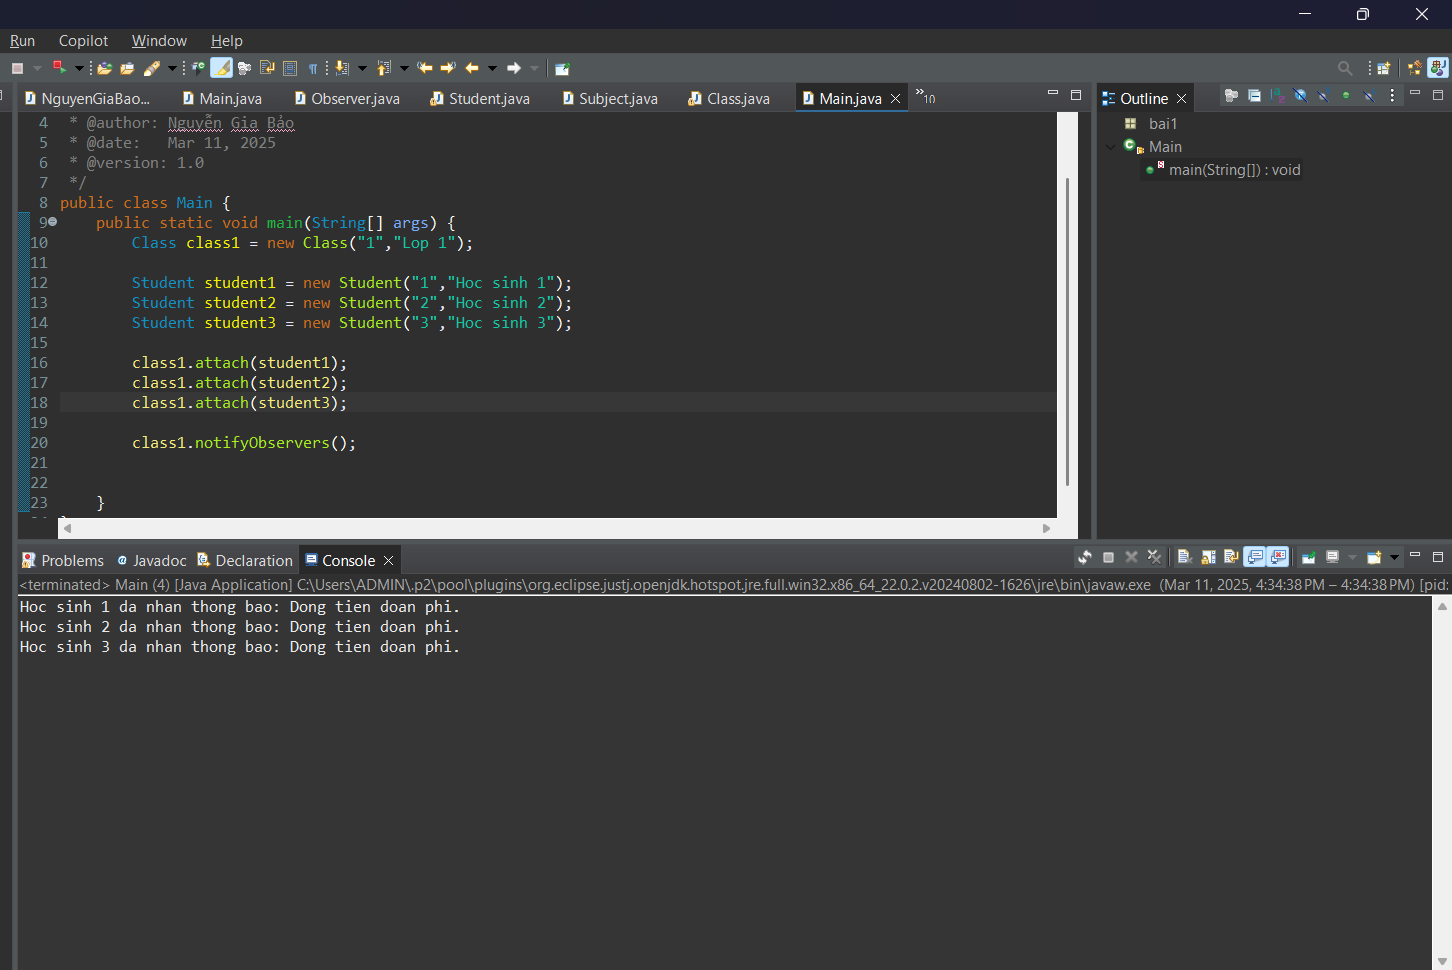 Run Copilot Window Help
NguyenGiaBao... Main.java Observer.java Student.java Subject.java Class.java Main.java »10
4 * @author: Nguyễn Gia Bảo
5 * @date:   Mar 11, 2025
6 * @version: 1.0
7 */
8 public class Main {
9     public static void main(String[] args) {
10         Class class1 = new Class("1","Lop 1");
11
12         Student student1 = new Student("1","Hoc sinh 1");
13         Student student2 = new Student("2","Hoc sinh 2");
14         Student student3 = new Student("3","Hoc sinh 3");
15
16         class1.attach(student1);
17         class1.attach(student2);
18         class1.attach(student3);
19
20         class1.notifyObservers();
21
22
23     }
Outline
bai1
Main
main(String[]) : void
Problems Javadoc Declaration Console
<terminated> Main (4) [Java Application] C:\Users\ADMIN\.p2\pool\plugins\org.eclipse.justj.openjdk.hotspot.jre.full.win32.x86_64_22.0.2.v20240802-1626\jre\bin\javaw.exe (Mar 11, 2025, 4:34:38 PM – 4:34:38 PM) [pid:
Hoc sinh 1 da nhan thong bao: Dong tien doan phi.
Hoc sinh 2 da nhan thong bao: Dong tien doan phi.
Hoc sinh 3 da nhan thong bao: Dong tien doan phi.